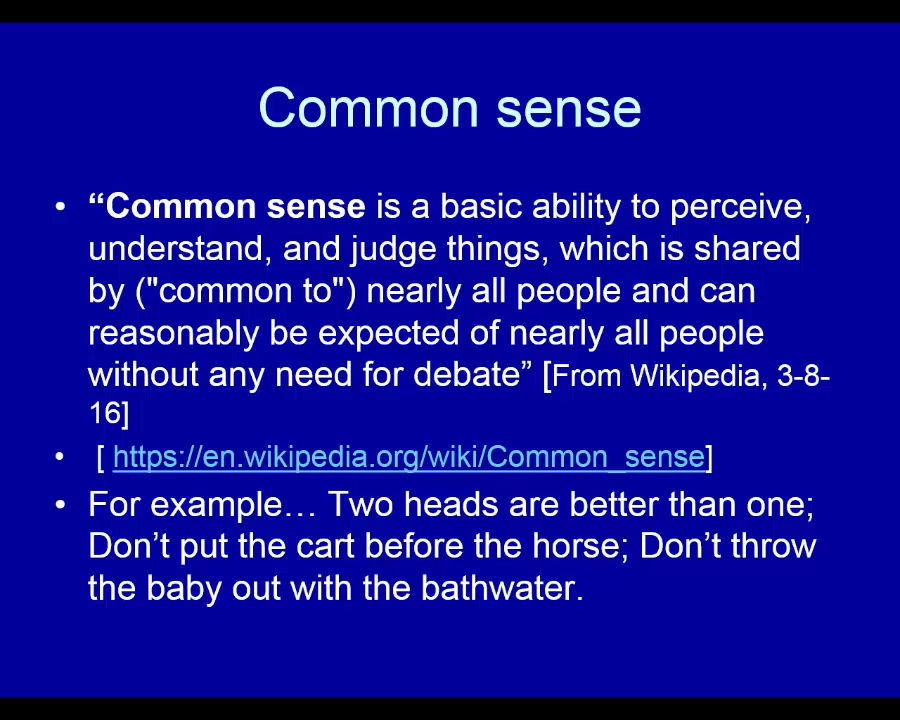 Common sense
• “Common sense is a basic ability to perceive,
understand, and judge things, which is shared
by ("common to") nearly all people and can
reasonably be expected of nearly all people
without any need for debate” [From Wikipedia, 3-8-
16]
• [ https://en.wikipedia.org/wiki/Common_sense]
• For example… Two heads are better than one;
Don’t put the cart before the horse; Don’t throw
the baby out with the bathwater.